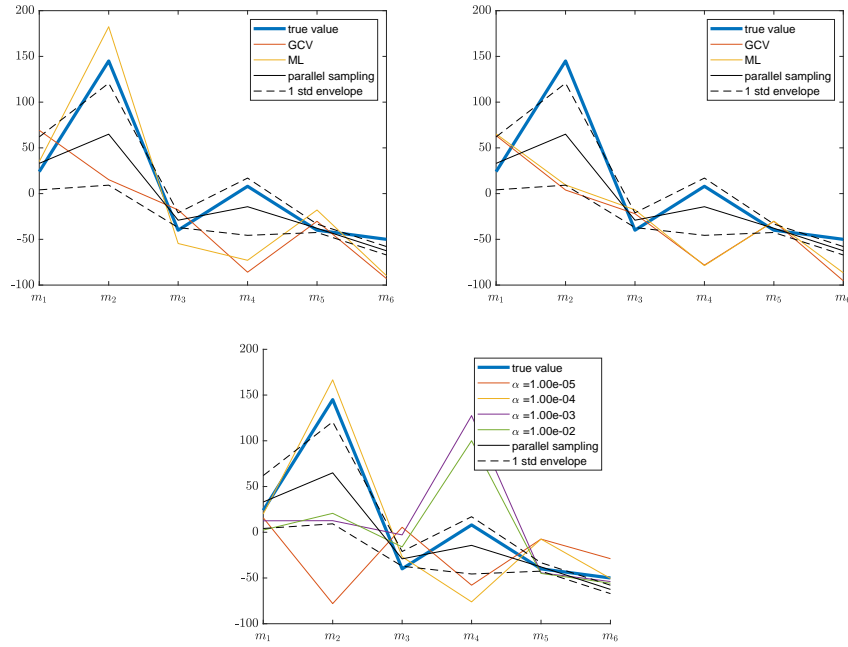 200
150
100
50
0
-50
-100
m1 m2 m3 m4 m5 m6
true value
GCV
ML
parallel sampling
1 std envelope
200
150
100
50
0
-50
-100
m1 m2 m3 m4 m5 m6
true value
GCV
ML
parallel sampling
1 std envelope
200
150
100
50
0
-50
-100
m1 m2 m3 m4 m5 m6
true value
α =1.00e-05
α =1.00e-04
α =1.00e-03
α =1.00e-02
parallel sampling
1 std envelope